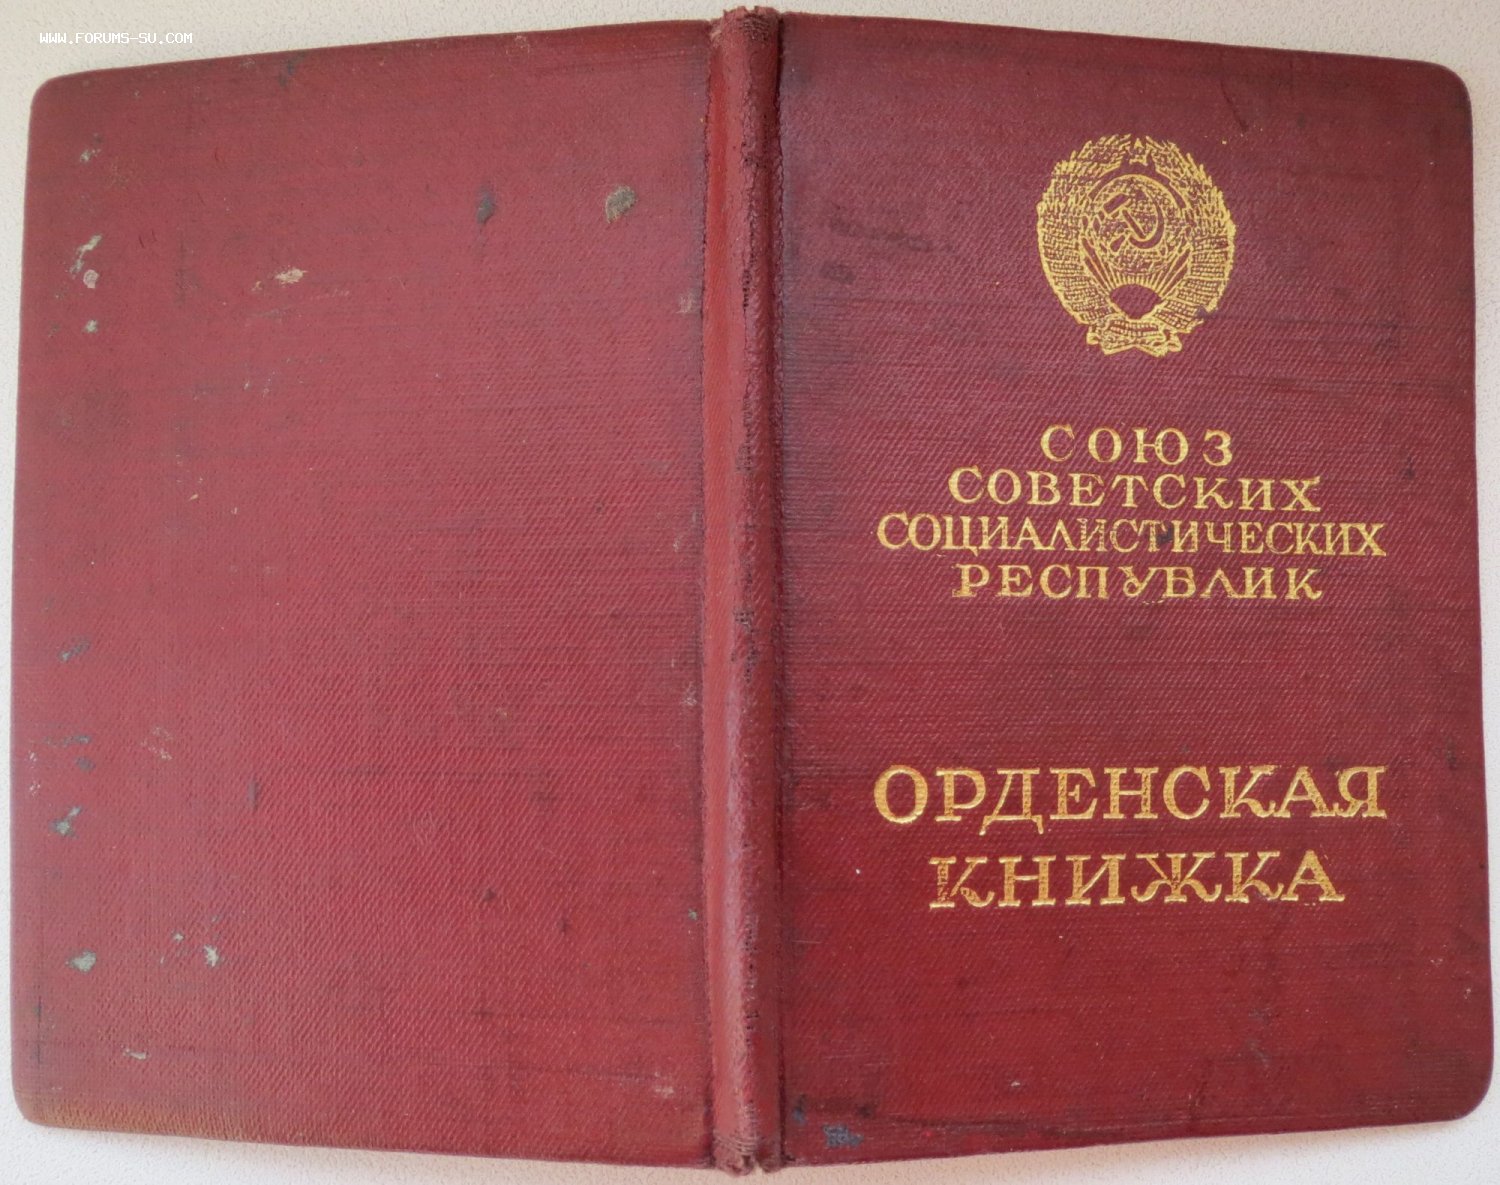 WWW.FORUMS-SU.COM
СОЮЗ
СОВЕТСКИХ
СОЦИАЛИСТИЧЕСКИХ
РЕСПУБЛИК
ОРДЕНСКАЯ
КНИЖКА